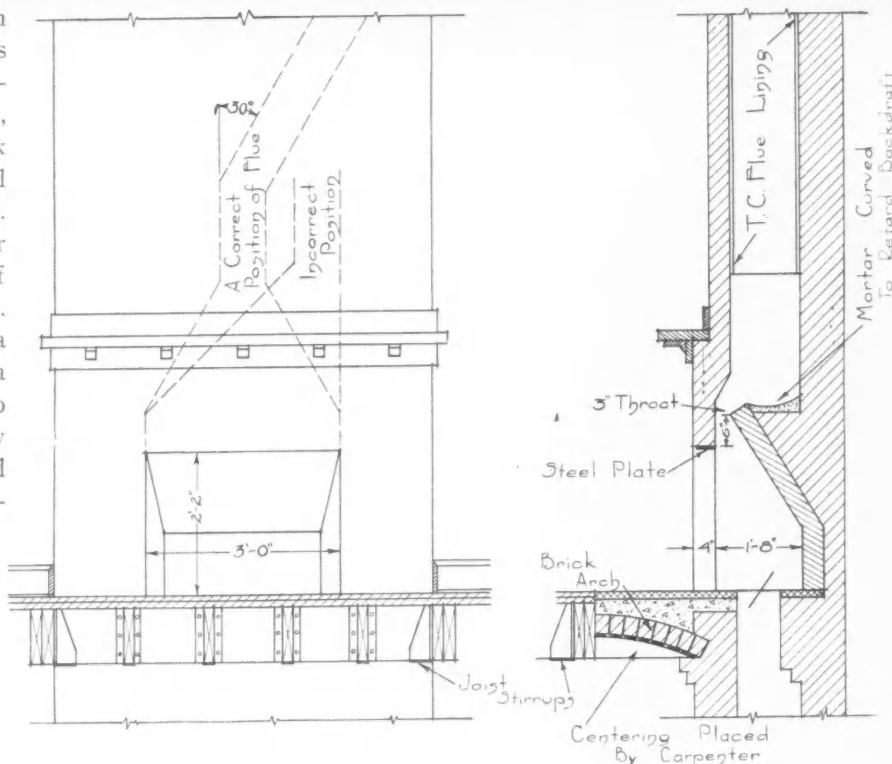 n
s
-
,
k
l
.
f
.
a
a
o
y
l
-
30°
A Correct
Position of Flue
Incorrect
Position
2'-2"
3'-0"
T.C. Flue Lining
Mortar Curved
To Retard Backdraft
3" Throat
6"
Steel Plate
4"
1'-8"
Brick
Arch
Joist
Stirrups
Centering Placed
By Carpenter